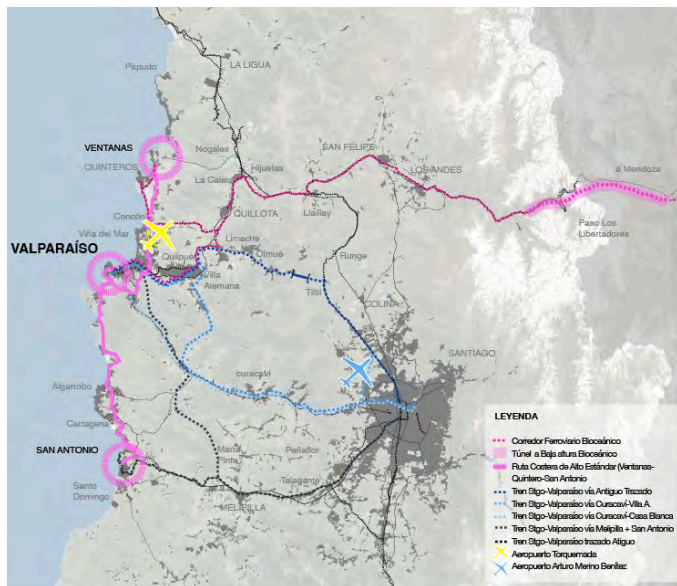 Papudo
LA LIGUA
VENTANAS
Nogales
SAN FELIPE
QUINTEROS
Hijuelas
La Calera
LOS ANDES
a Mendoza
Concón
QUILLOTA
Llaillay
Paso Los
Libertadores
Viña del Mar
Limache
VALPARAÍSO
Quilpué
Olmué
Runge
Villa
Alemana
Tiltil
COLINA
SANTIAGO
curacaví
Algarrobo
Cartagena
SAN ANTONIO
María
Pinto
Peñaflor
Santo
Domingo
Talagante
MELIPILLA
LEYENDA
Corredor Ferroviario Bioceánico
Túnel a Baja altura Bioceánico
Ruta Costera de Alto Estándar (Ventanas-
Quintero-San Antonio
Tren Stgo-Valparaíso vía Antiguo Trazado
Tren Stgo-Valparaíso vía Curacaví-Villa A.
Tren Stgo-Valparaíso vía Curacaví-Casa Blanca
Tren Stgo-Valparaíso vía Melipilla + San Antonio
Tren Stgo-Valparaíso trazado Atiguo
Aeropuerto Torquemada
Aeropuerto Arturo Merino Benítez